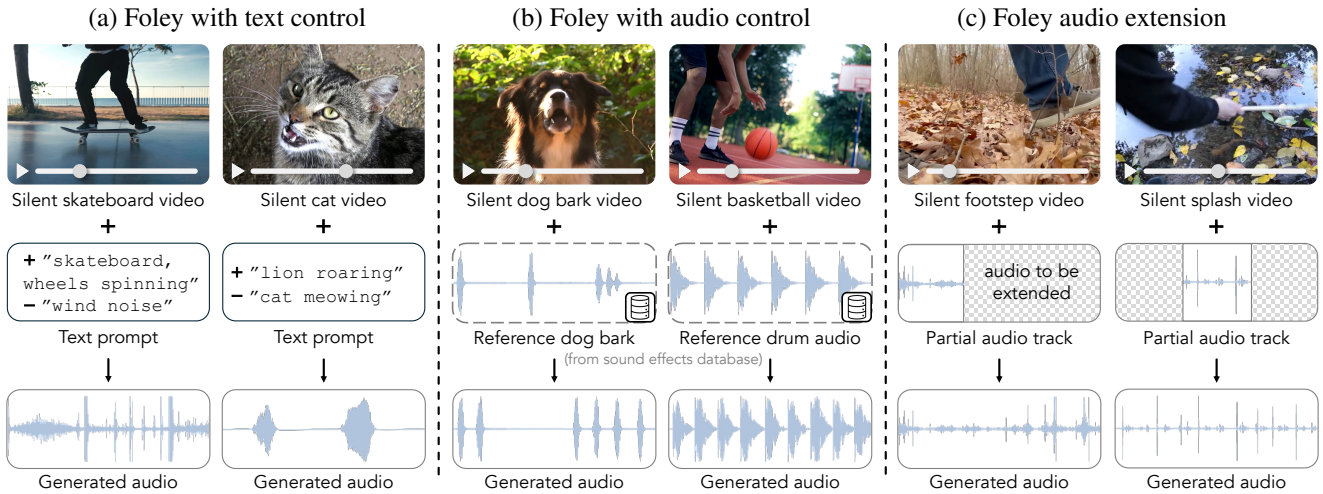 (a) Foley with text control
(b) Foley with audio control
(c) Foley audio extension
Silent skateboard video
Silent cat video
Silent dog bark video
Silent basketball video
Silent footstep video
Silent splash video
+
+
+
+
+
+
+ ”skateboard,
wheels spinning”
− ”wind noise”
+ ”lion roaring”
− ”cat meowing”
audio to be
extended
Text prompt
Text prompt
Reference dog bark
Reference drum audio
(from sound effects database)
Partial audio track
Partial audio track
Generated audio
Generated audio
Generated audio
Generated audio
Generated audio
Generated audio